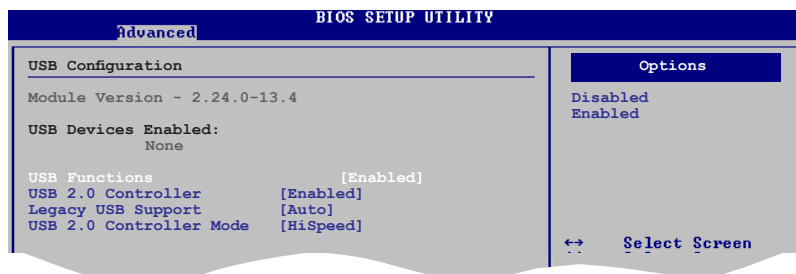 BIOS SETUP UTILITY
Advanced
USB Configuration
Module Version - 2.24.0-13.4
USB Devices Enabled:
None
USB Functions [Enabled]
USB 2.0 Controller [Enabled]
Legacy USB Support [Auto]
USB 2.0 Controller Mode [HiSpeed]
Options
Disabled
Enabled
↔ Select Screen